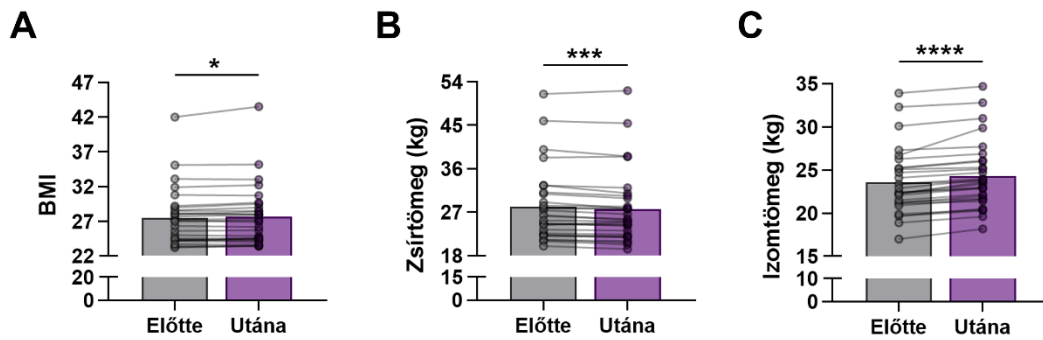 A
*
BMI
47
42
37
32
27
22
20
0
Előtte Utána
B
***
Zsírtömeg (kg)
54
45
36
27
18
15
0
Előtte Utána
C
****
Izomtömeg (kg)
35
30
25
20
15
10
0
Előtte Utána